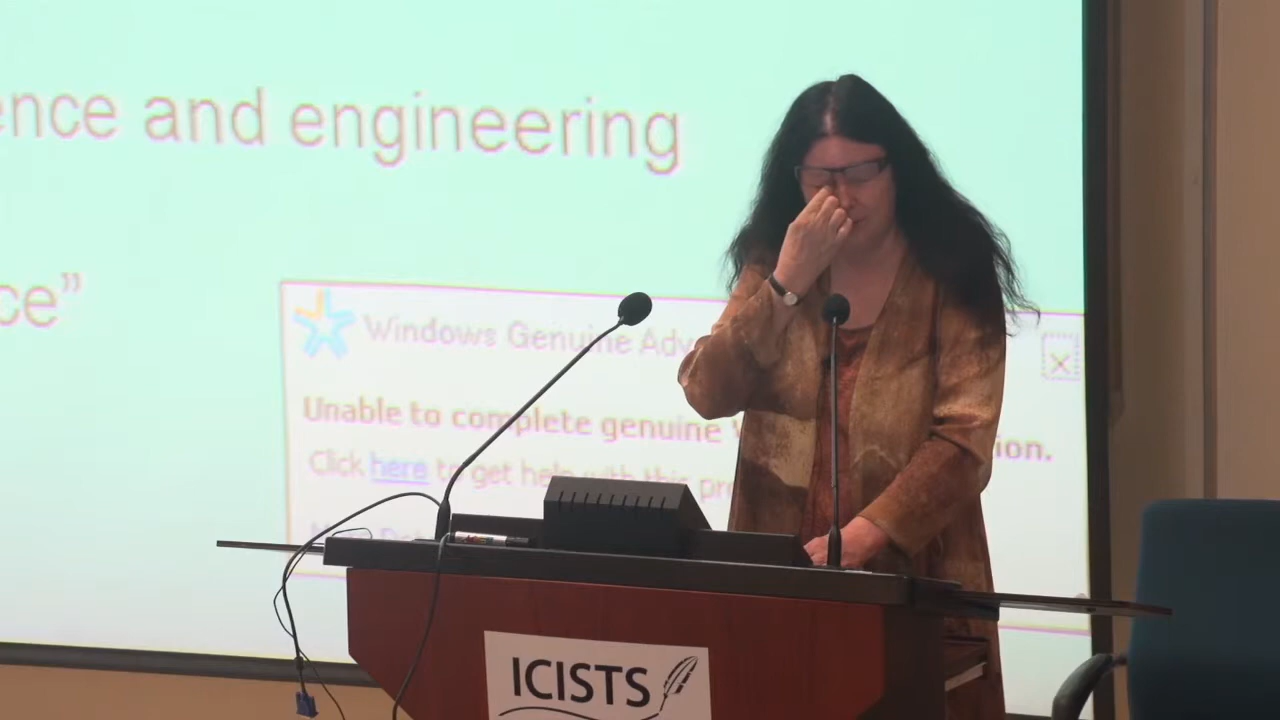 ence and engineering
ce”
Windows Genuine Adv
Unable to complete genuine ion.
Click here to get help with this pr
ICISTS